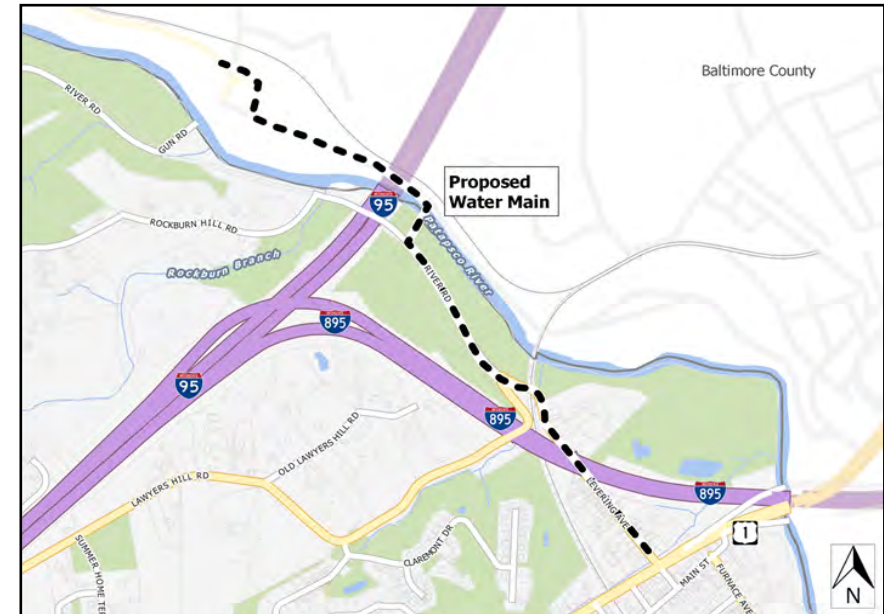 Baltimore County
RIVER RD
GUN RD
Proposed
Water Main
95
ROCKBURN HILL RD
Patapsco River
Rockburn Branch
RIVER RD
895
95
895
OLD LAWYERS HILL RD
LAWYERS HILL RD
LEVERING AVE
895
CLAREMONT DR
1
MAIN ST
SUMMER HOME TER
FURNACE AVE
N